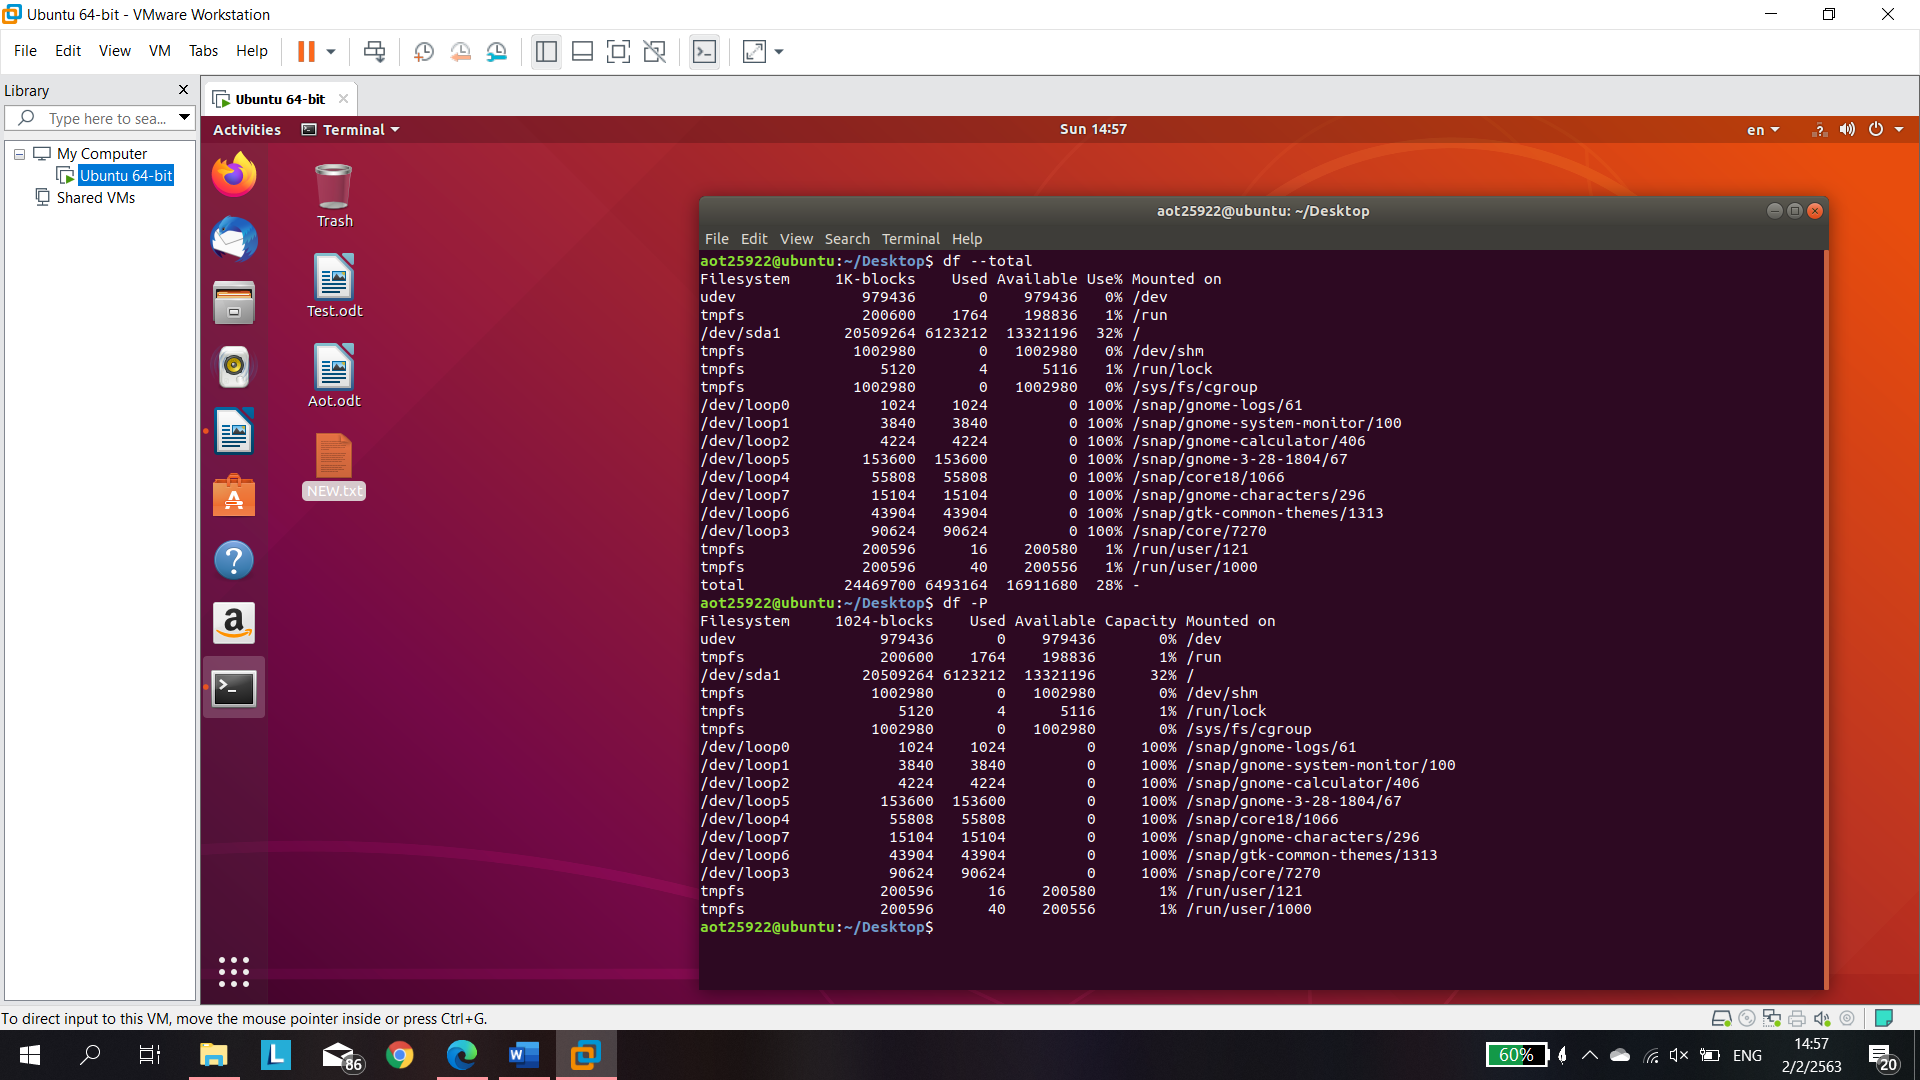 Ubuntu 64-bit - VMware Workstation
File Edit View VM Tabs Help
Library
Type here to sea...
My Computer
Ubuntu 64-bit
Shared VMs
Ubuntu 64-bit
Activities Terminal Sun 14:57 en
Trash
Test.odt
Aot.odt
NEW.txt
aot25922@ubuntu: ~/Desktop
File Edit View Search Terminal Help
aot25922@ubuntu:~/Desktop$ df --total
Filesystem 1K-blocks Used Available Use% Mounted on
udev 979436 0 979436 0% /dev
tmpfs 200600 1764 198836 1% /run
/dev/sda1 20509264 6123212 13321196 32% /
tmpfs 1002980 0 1002980 0% /dev/shm
tmpfs 5120 4 5116 1% /run/lock
tmpfs 1002980 0 1002980 0% /sys/fs/cgroup
/dev/loop0 1024 1024 0 100% /snap/gnome-logs/61
/dev/loop1 3840 3840 0 100% /snap/gnome-system-monitor/100
/dev/loop2 4224 4224 0 100% /snap/gnome-calculator/406
/dev/loop5 153600 153600 0 100% /snap/gnome-3-28-1804/67
/dev/loop4 55808 55808 0 100% /snap/core18/1066
/dev/loop7 15104 15104 0 100% /snap/gnome-characters/296
/dev/loop6 43904 43904 0 100% /snap/gtk-common-themes/1313
/dev/loop3 90624 90624 0 100% /snap/core/7270
tmpfs 200596 16 200580 1% /run/user/121
tmpfs 200596 40 200556 1% /run/user/1000
total 24469700 6493164 16911680 28% -
aot25922@ubuntu:~/Desktop$ df -P
Filesystem 1024-blocks Used Available Capacity Mounted on
udev 979436 0 979436 0% /dev
tmpfs 200600 1764 198836 1% /run
/dev/sda1 20509264 6123212 13321196 32% /
tmpfs 1002980 0 1002980 0% /dev/shm
tmpfs 5120 4 5116 1% /run/lock
tmpfs 1002980 0 1002980 0% /sys/fs/cgroup
/dev/loop0 1024 1024 0 100% /snap/gnome-logs/61
/dev/loop1 3840 3840 0 100% /snap/gnome-system-monitor/100
/dev/loop2 4224 4224 0 100% /snap/gnome-calculator/406
/dev/loop5 153600 153600 0 100% /snap/gnome-3-28-1804/67
/dev/loop4 55808 55808 0 100% /snap/core18/1066
/dev/loop7 15104 15104 0 100% /snap/gnome-characters/296
/dev/loop6 43904 43904 0 100% /snap/gtk-common-themes/1313
/dev/loop3 90624 90624 0 100% /snap/core/7270
tmpfs 200596 16 200580 1% /run/user/121
tmpfs 200596 40 200556 1% /run/user/1000
aot25922@ubuntu:~/Desktop$
To direct input to this VM, move the mouse pointer inside or press Ctrl+G.
86
60% ENG
14:57
2/2/2563
20